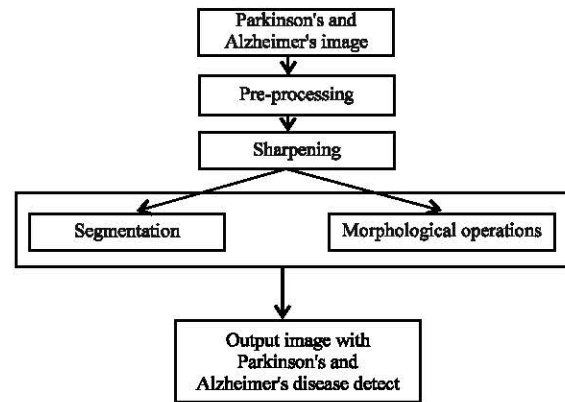 Parkinson's and
Alzheimer's image
Pre-processing
Sharpening
Segmentation
Morphological operations
Output image with
Parkinson's and
Alzheimer's disease detect